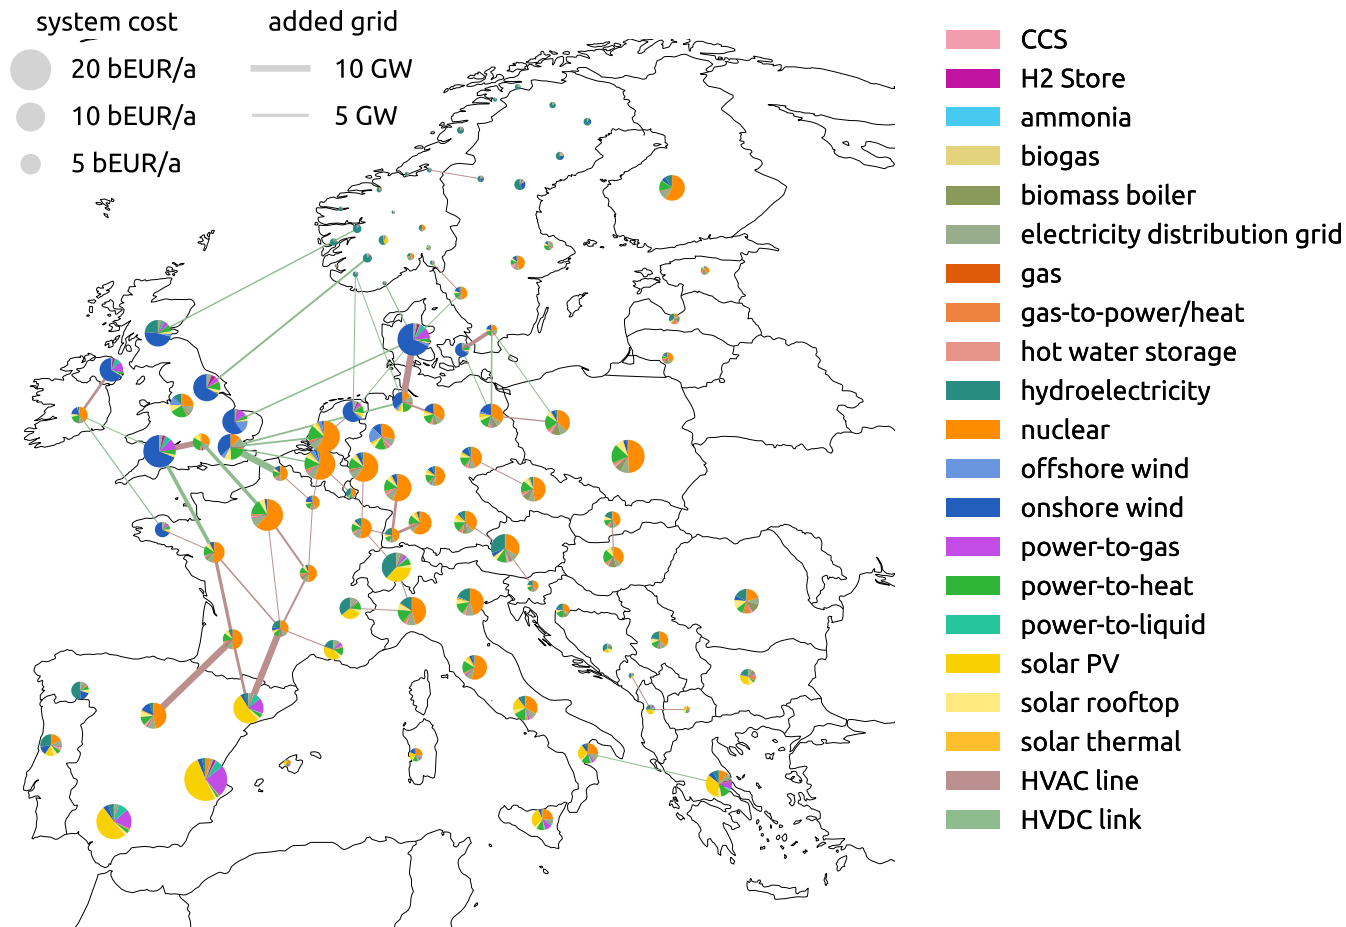 system cost
added grid
20 bEUR/a
10 GW
10 bEUR/a
5 GW
5 bEUR/a
CCS
H2 Store
ammonia
biogas
biomass boiler
electricity distribution grid
gas
gas-to-power/heat
hot water storage
hydroelectricity
nuclear
offshore wind
onshore wind
power-to-gas
power-to-heat
power-to-liquid
solar PV
solar rooftop
solar thermal
HVAC line
HVDC link